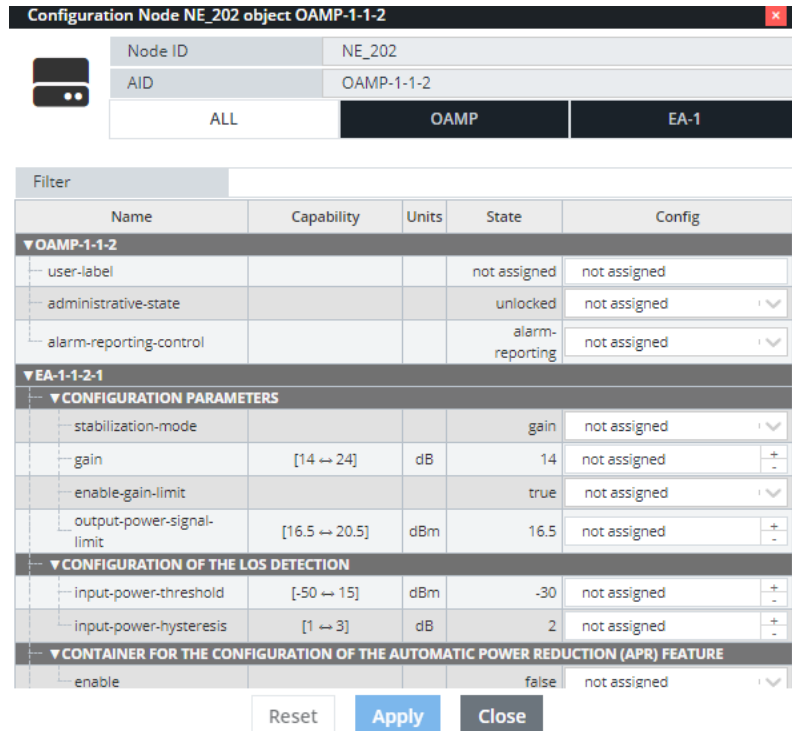 Configuration Node NE_202 object OAMP-1-1-2
Node ID NE_202
AID OAMP-1-1-2
ALL OAMP EA-1
Filter
Name Capability Units State Config
▼OAMP-1-1-2
user-label not assigned not assigned
administrative-state unlocked not assigned
alarm-reporting-control alarm-reporting not assigned
▼EA-1-1-2-1
▼CONFIGURATION PARAMETERS
stabilization-mode gain not assigned
gain [14 ↔ 24] dB 14 not assigned + -
enable-gain-limit true not assigned
output-power-signal-limit [16.5 ↔ 20.5] dBm 16.5 not assigned + -
▼CONFIGURATION OF THE LOS DETECTION
input-power-threshold [-50 ↔ 15] dBm -30 not assigned + -
input-power-hysteresis [1 ↔ 3] dB 2 not assigned + -
▼CONTAINER FOR THE CONFIGURATION OF THE AUTOMATIC POWER REDUCTION (APR) FEATURE
enable false not assigned
Reset Apply Close